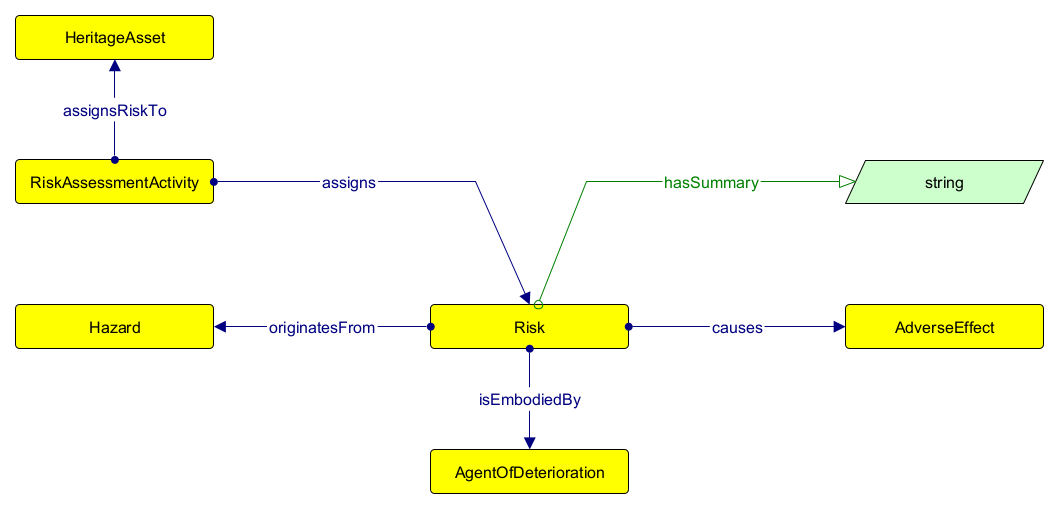 HeritageAsset
assignsRiskTo
RiskAssessmentActivity
assigns
hasSummary
string
Hazard
originatesFrom
Risk
causes
AdverseEffect
isEmbodiedBy
AgentOfDeterioration